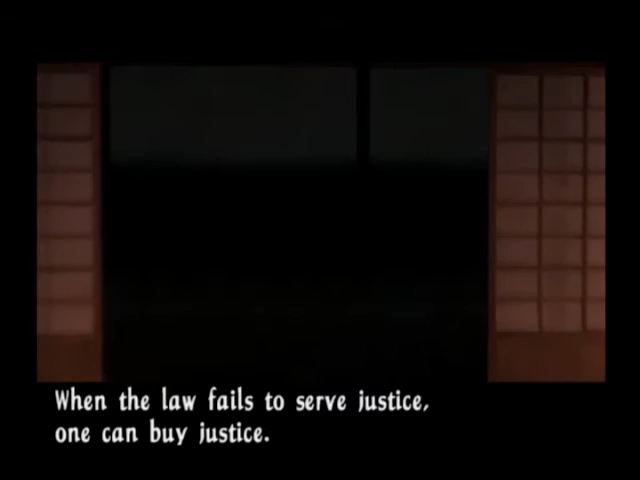 When the law fails to serve justice,
one can buy justice.